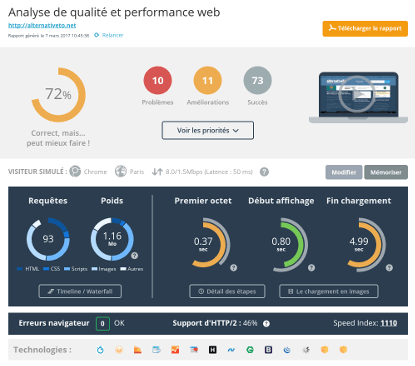 Analyse de qualité et performance web
http://alternativeto.net
Rapport généré le 7 mars 2017 10:45:38 Relancer
Télécharger le rapport
72%
Correct, mais...
peut mieux faire !
10 11 73
Problèmes Améliorations Succès
Voir les priorités
VISITEUR SIMULÉ : Chrome Paris 8.0/1.5Mbps (Latence : 50 ms) ?
Modifier Mémoriser
Requêtes Poids Premier octet Début affichage Fin chargement
93 1.16 Mo 0.37 sec 0.80 sec 4.99 sec
HTML CSS Scripts Images Autres
Timeline / Waterfall Détail des étapes Le chargement en images
Erreurs navigateur 0 OK Support d'HTTP/2 : 46% ? Speed Index: 1110
Technologies :